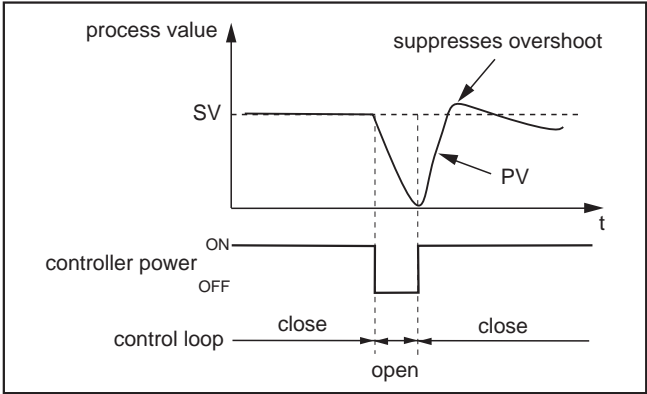 process value
suppresses overshoot
SV
PV
t
ON
controller power
OFF
close
close
control loop
open